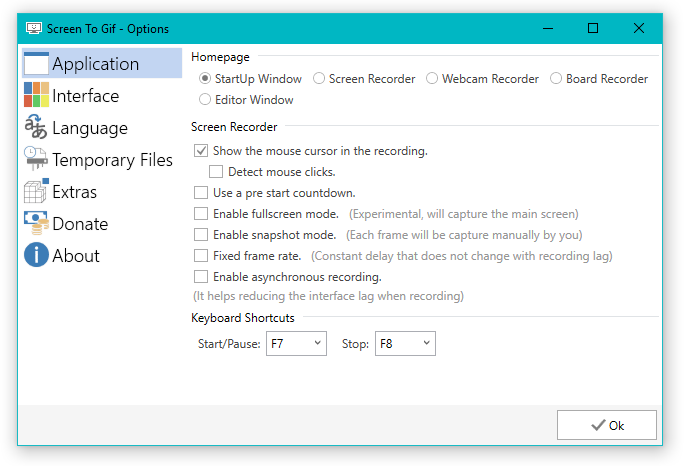 Screen To Gif - Options
Application
Interface
Language
Temporary Files
Extras
Donate
About
Homepage
StartUp Window Screen Recorder Webcam Recorder Board Recorder
Editor Window
Screen Recorder
Show the mouse cursor in the recording.
Detect mouse clicks.
Use a pre start countdown.
Enable fullscreen mode. (Experimental, will capture the main screen)
Enable snapshot mode. (Each frame will be capture manually by you)
Fixed frame rate. (Constant delay that does not change with recording lag)
Enable asynchronous recording.
(It helps reducing the interface lag when recording)
Keyboard Shortcuts
Start/Pause: F7 Stop: F8
Ok